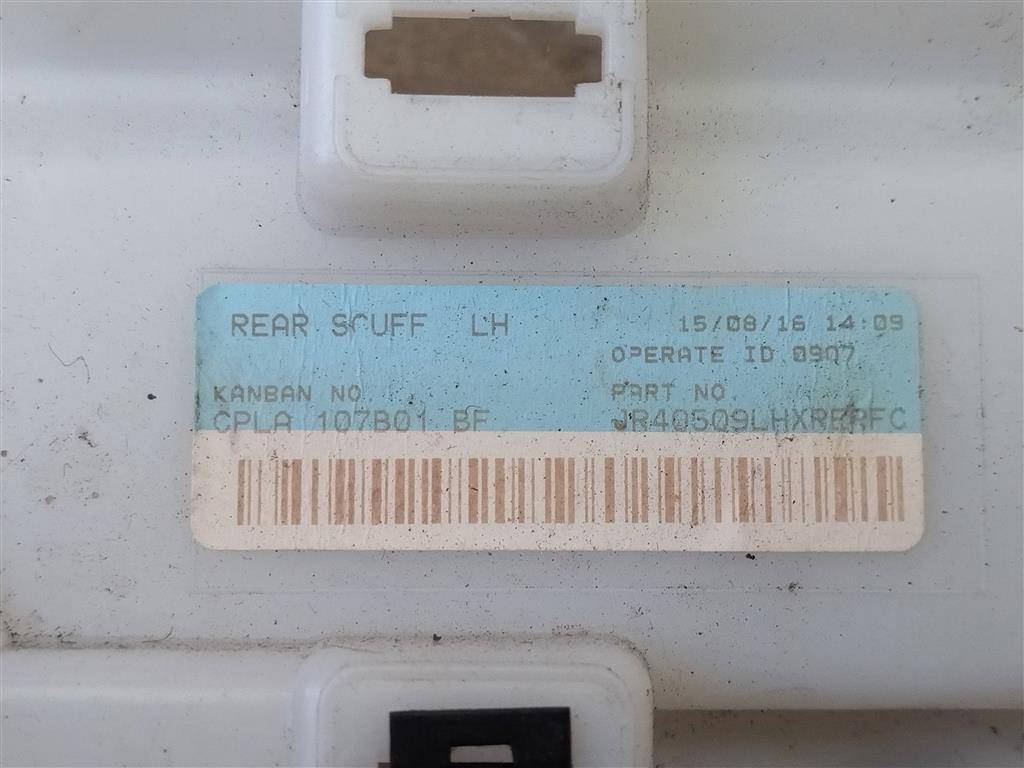 REAR SCUFF LH
15/08/16 14:09
OPERATE ID 0907
KANBAN NO.
PART NO.
CPLA 107B01 BF
JR40509LHXRERFC